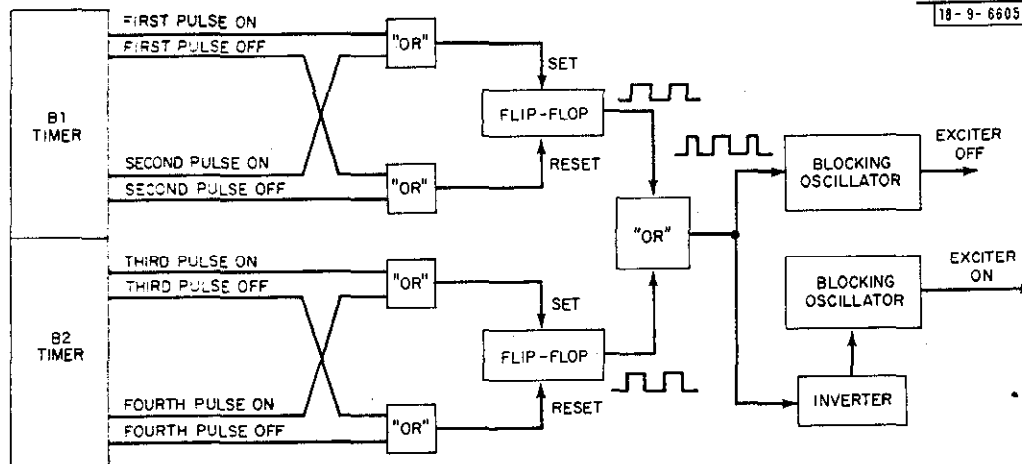 18-9-6605
FIRST PULSE ON
FIRST PULSE OFF
"OR"
SET
FLIP-FLOP
RESET
B1
TIMER
SECOND PULSE ON
SECOND PULSE OFF
"OR"
"OR"
BLOCKING
OSCILLATOR
EXCITER
OFF
THIRD PULSE ON
THIRD PULSE OFF
"OR"
SET
FLIP-FLOP
RESET
B2
TIMER
FOURTH PULSE ON
FOURTH PULSE OFF
"OR"
BLOCKING
OSCILLATOR
EXCITER
ON
INVERTER